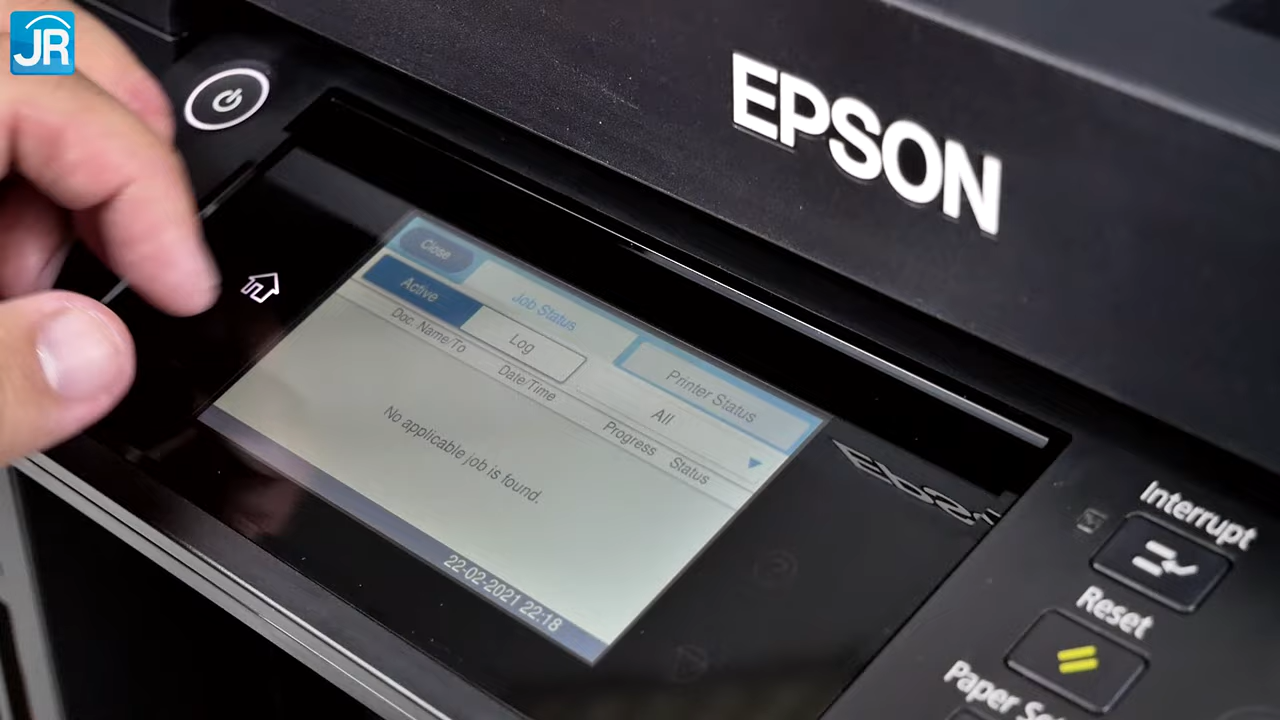 JR
EPSON
Close
Job Status
Printer Status
Active
Log
All
Doc. Name/To
Date/Time
Progress
Status
No applicable job is found.
22-02-2021 22:18
Interrupt
Reset
Paper